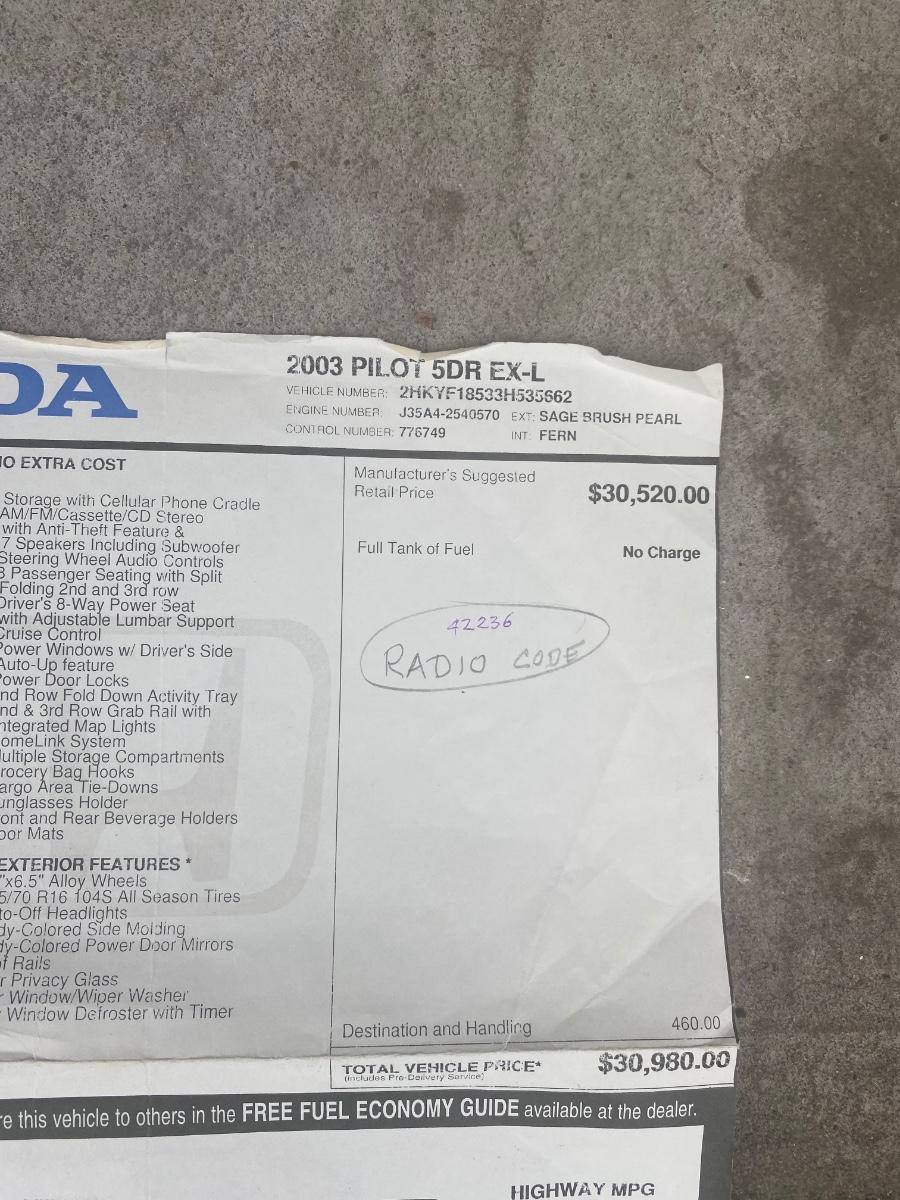 DA
2003 PILOT 5DR EX-L
VEHICLE NUMBER: 2HKYF18533H535662
ENGINE NUMBER: J35A4-2540570 EXT: SAGE BRUSH PEARL
CONTROL NUMBER: 776749 INT: FERN
IO EXTRA COST
Storage with Cellular Phone Cradle
AM/FM/Cassette/CD Stereo
with Anti-Theft Feature &
7 Speakers Including Subwoofer
Steering Wheel Audio Controls
8 Passenger Seating with Split
Folding 2nd and 3rd row
Driver's 8-Way Power Seat
with Adjustable Lumbar Support
Cruise Control
Power Windows w/ Driver's Side
Auto-Up feature
Power Door Locks
nd Row Fold Down Activity Tray
nd & 3rd Row Grab Rail with
ntegrated Map Lights
omeLink System
ultiple Storage Compartments
rocery Bag Hooks
argo Area Tie-Downs
unglasses Holder
ont and Rear Beverage Holders
oor Mats
EXTERIOR FEATURES *
"x6.5" Alloy Wheels
5/70 R16 104S All Season Tires
to-Off Headlights
dy-Colored Side Molding
dy-Colored Power Door Mirrors
f Rails
r Privacy Glass
r Window/Wiper Washer
r Window Defroster with Timer
Manufacturer's Suggested
Retail Price $30,520.00
Full Tank of Fuel No Charge
42236
RADIO CODE
Destination and Handling 460.00
TOTAL VEHICLE PRICE* $30,980.00
(Includes Pre-Delivery Service)
re this vehicle to others in the FREE FUEL ECONOMY GUIDE available at the dealer.
HIGHWAY MPG